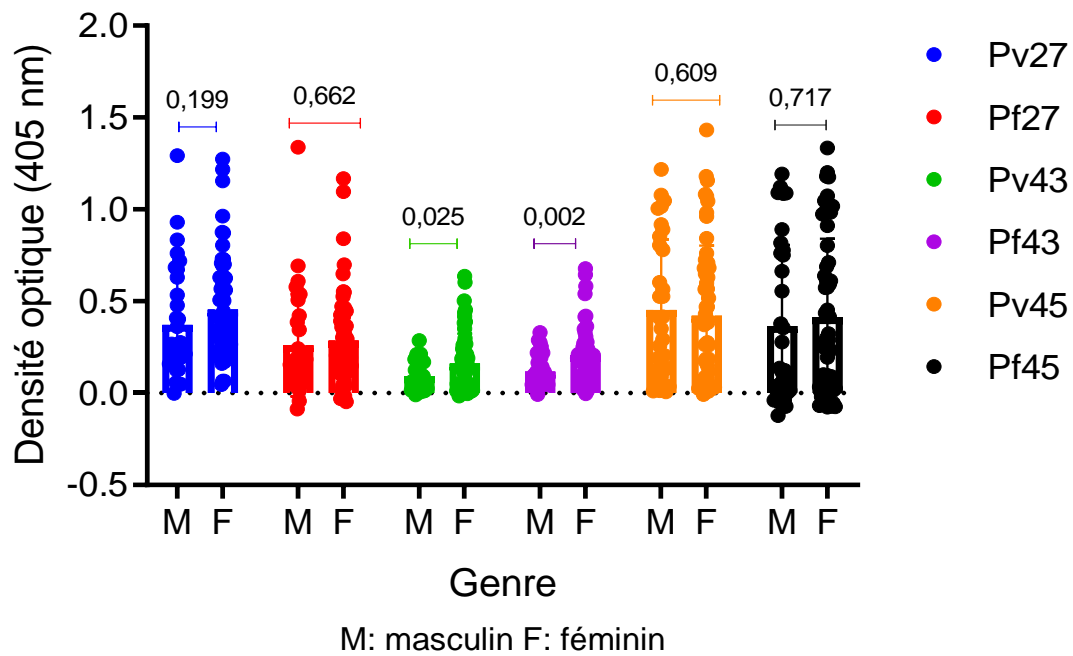 Densité optique (405 nm)
2.0
1.5
1.0
0.5
0.0
-0.5
0,199
0,662
0,025
0,002
0,609
0,717
M F M F M F M F M F M F
Genre
M: masculin F: féminin
Pv27
Pf27
Pv43
Pf43
Pv45
Pf45